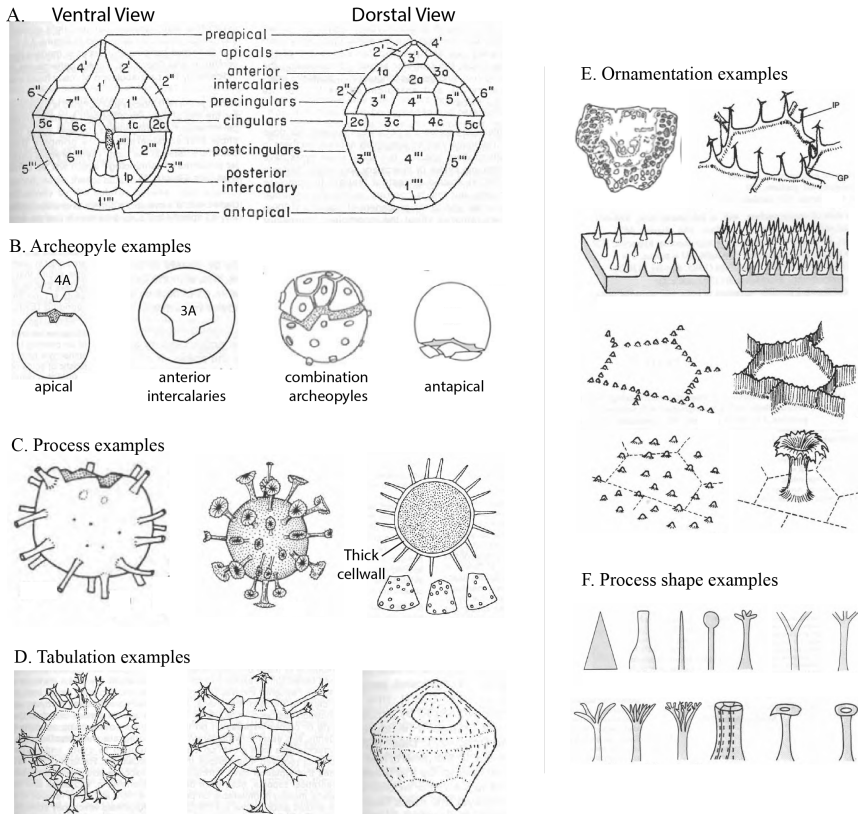 A.
Ventral View
Dorstal View
preapical
apicals
anterior
intercalaries
precingulars
cingulars
postcingulars
posterior
intercalary
antapical
4'
2'
1'
2"
6"
7"
1"
5c
6c
1c
2c
5'''
6'''
1'''
2'''
3'''
1p
1''''
2'
3'
4'
1a
2a
3a
2"
3"
4"
5"
6"
2c
3c
4c
5c
3'''
4'''
5'''
1''''
B. Archeopyle examples
4A
3A
apical
anterior
intercalaries
combination
archeopyles
antapical
C. Process examples
Thick
cellwall
D. Tabulation examples
E. Ornamentation examples
IP
GP
F. Process shape examples